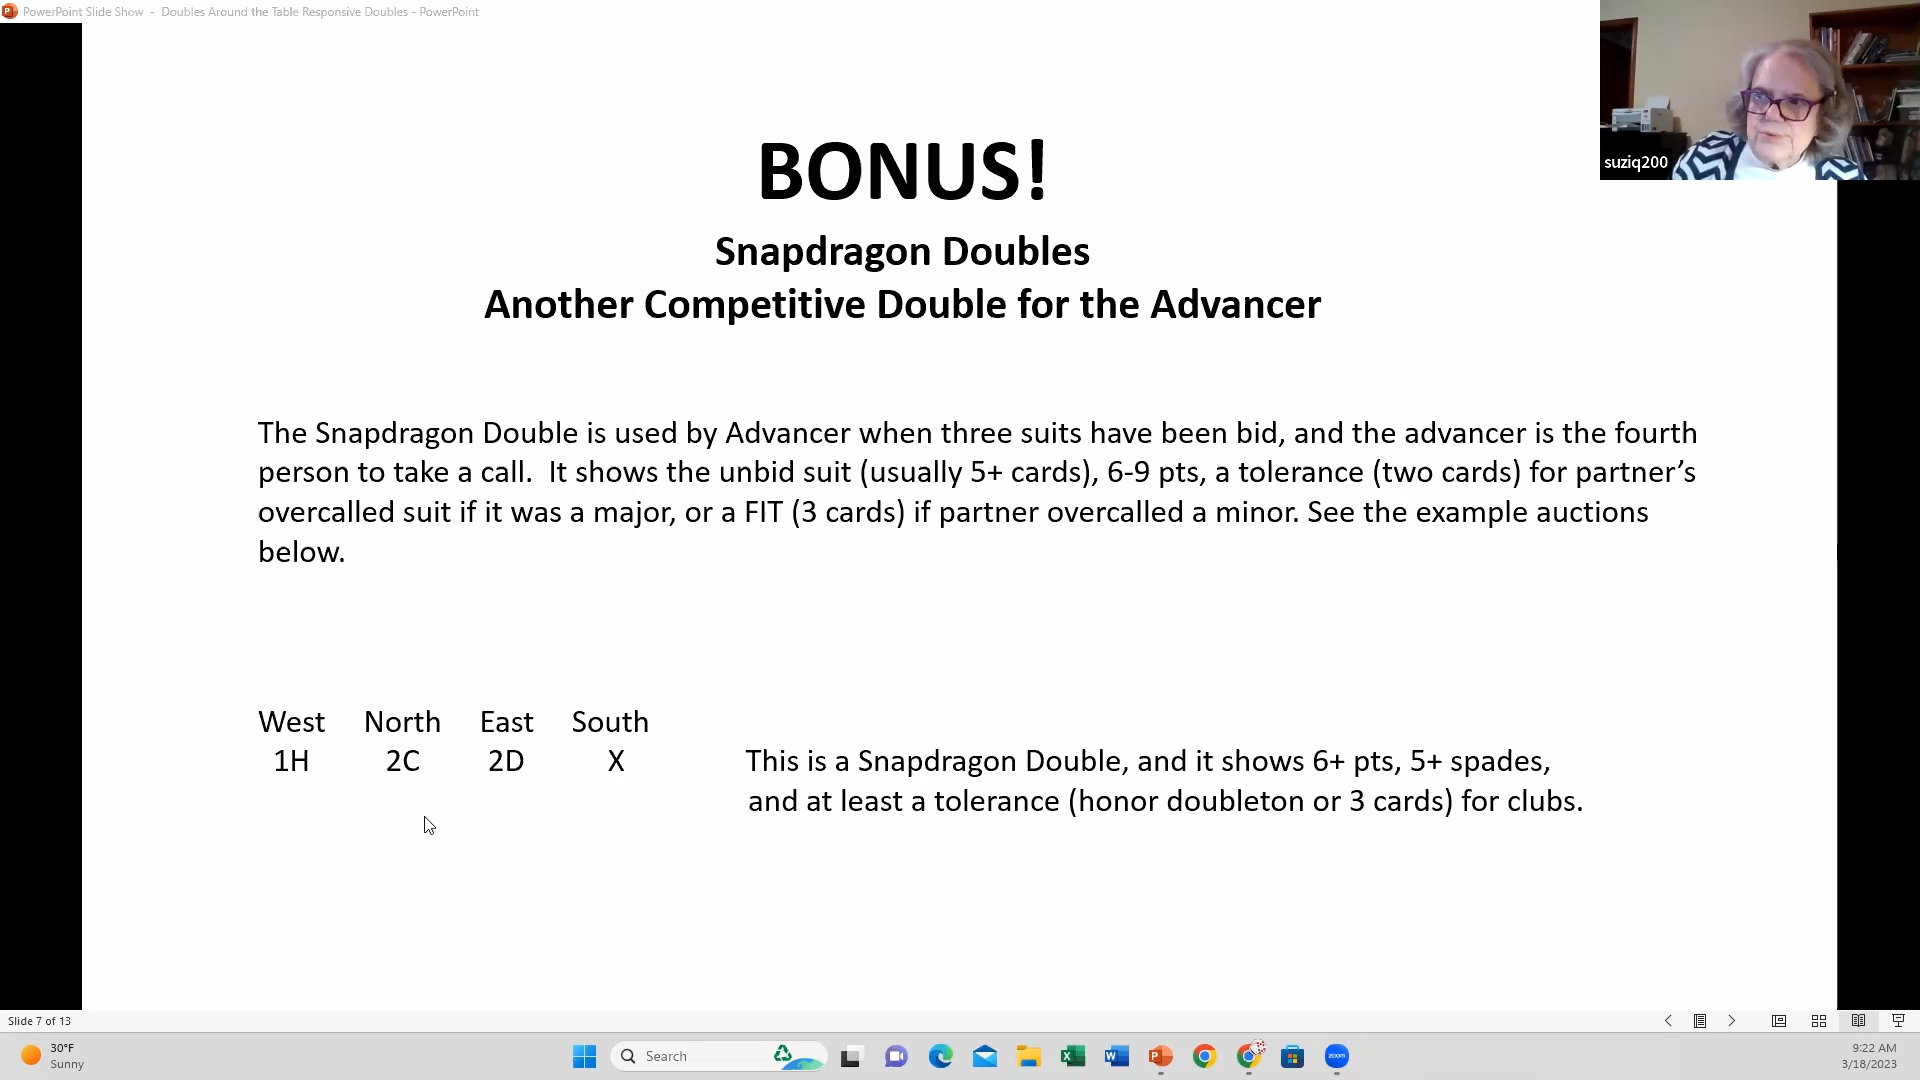 PowerPoint Slide Show - Doubles Around the Table Responsive Doubles - PowerPoint
suziq200
BONUS!
Snapdragon Doubles
Another Competitive Double for the Advancer
The Snapdragon Double is used by Advancer when three suits have been bid, and the advancer is the fourth
person to take a call. It shows the unbid suit (usually 5+ cards), 6-9 pts, a tolerance (two cards) for partner’s
overcalled suit if it was a major, or a FIT (3 cards) if partner overcalled a minor. See the example auctions
below.
West North East South
1H 2C 2D X This is a Snapdragon Double, and it shows 6+ pts, 5+ spades,
and at least a tolerance (honor doubleton or 3 cards) for clubs.
Slide 7 of 13
30°F
Sunny
Search
zoom
9:22 AM
3/18/2023